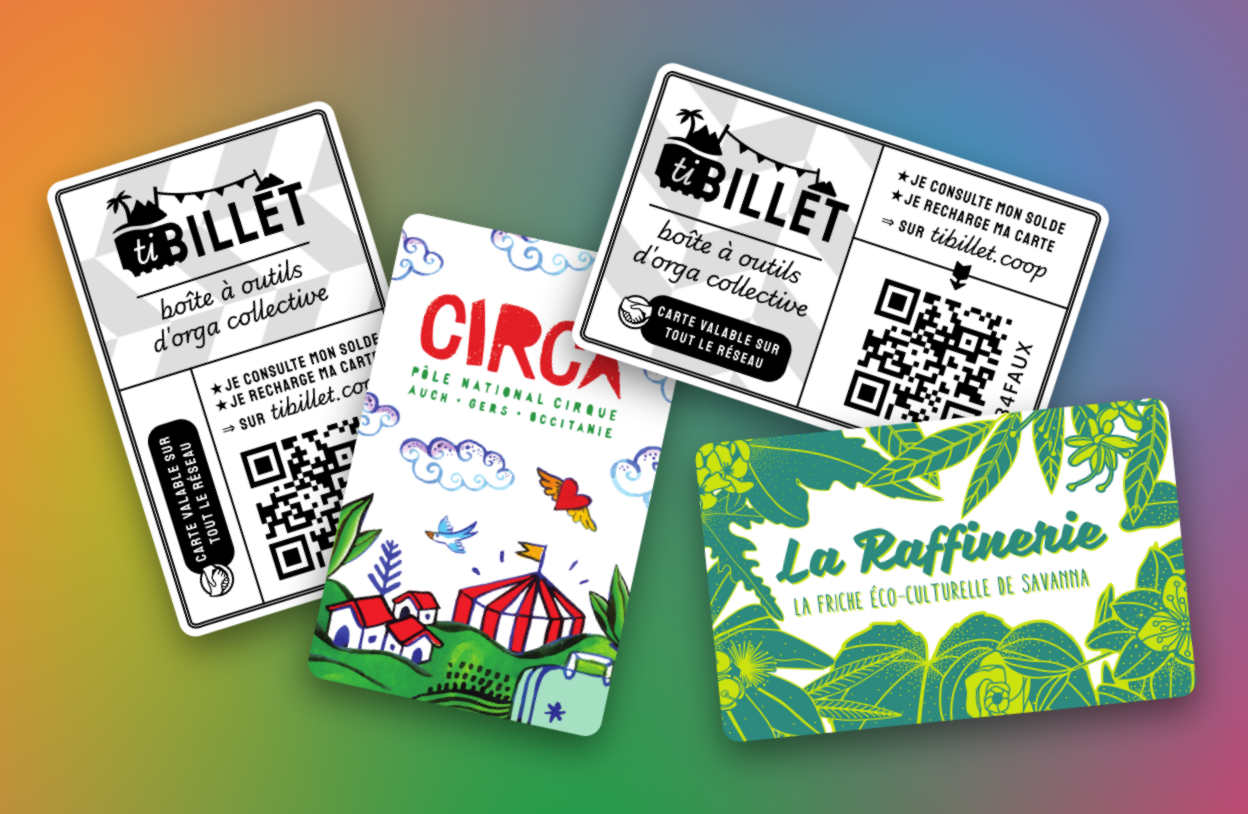 tiBILLET
boîte à outils
d'orga collective
★JE CONSULTE MON SOLDE
★JE RECHARGE MA CARTE
⇒ SUR tibillet.co
CARTE VALABLE SUR
TOUT LE RÉSEAU
CIRCA
PÔLE NATIONAL CIRQUE
AUCH · GERS · OCCITANIE
tiBILLET
boîte à outils
d'orga collective
CARTE VALABLE SUR
TOUT LE RÉSEAU
★JE CONSULTE MON SOLDE
★JE RECHARGE MA CARTE
⇒ SUR tibillet.coop
34FAUX
La Raffinerie
LA FRICHE ÉCO-CULTURELLE DE SAVANNA